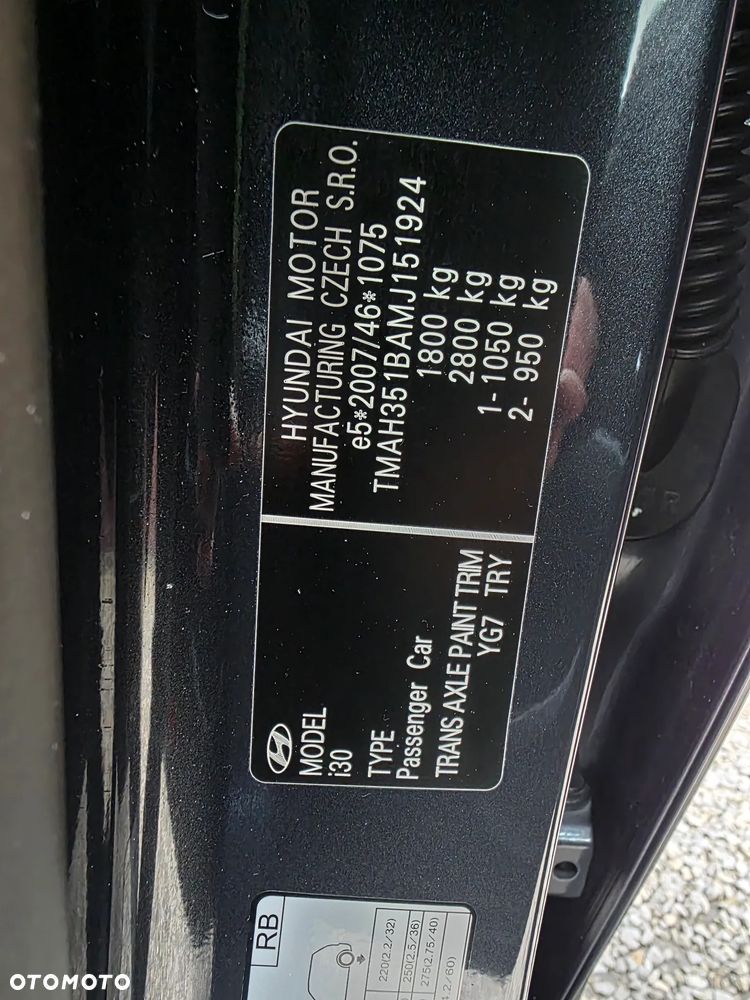 HYUNDAI MOTOR
MANUFACTURING CZECH S.R.O.
e5*2007/46*1075
TMAH351BAMJ151924
1800 kg
2800 kg
1- 1050 kg
2- 950 kg
MODEL
i30
TYPE
Passenger Car
TRANS AXLE PAINT TRIM
YG7 TRY
RB
220(2.2/32)
250(2.5/36)
275(2.75/40)
OTOMOTO